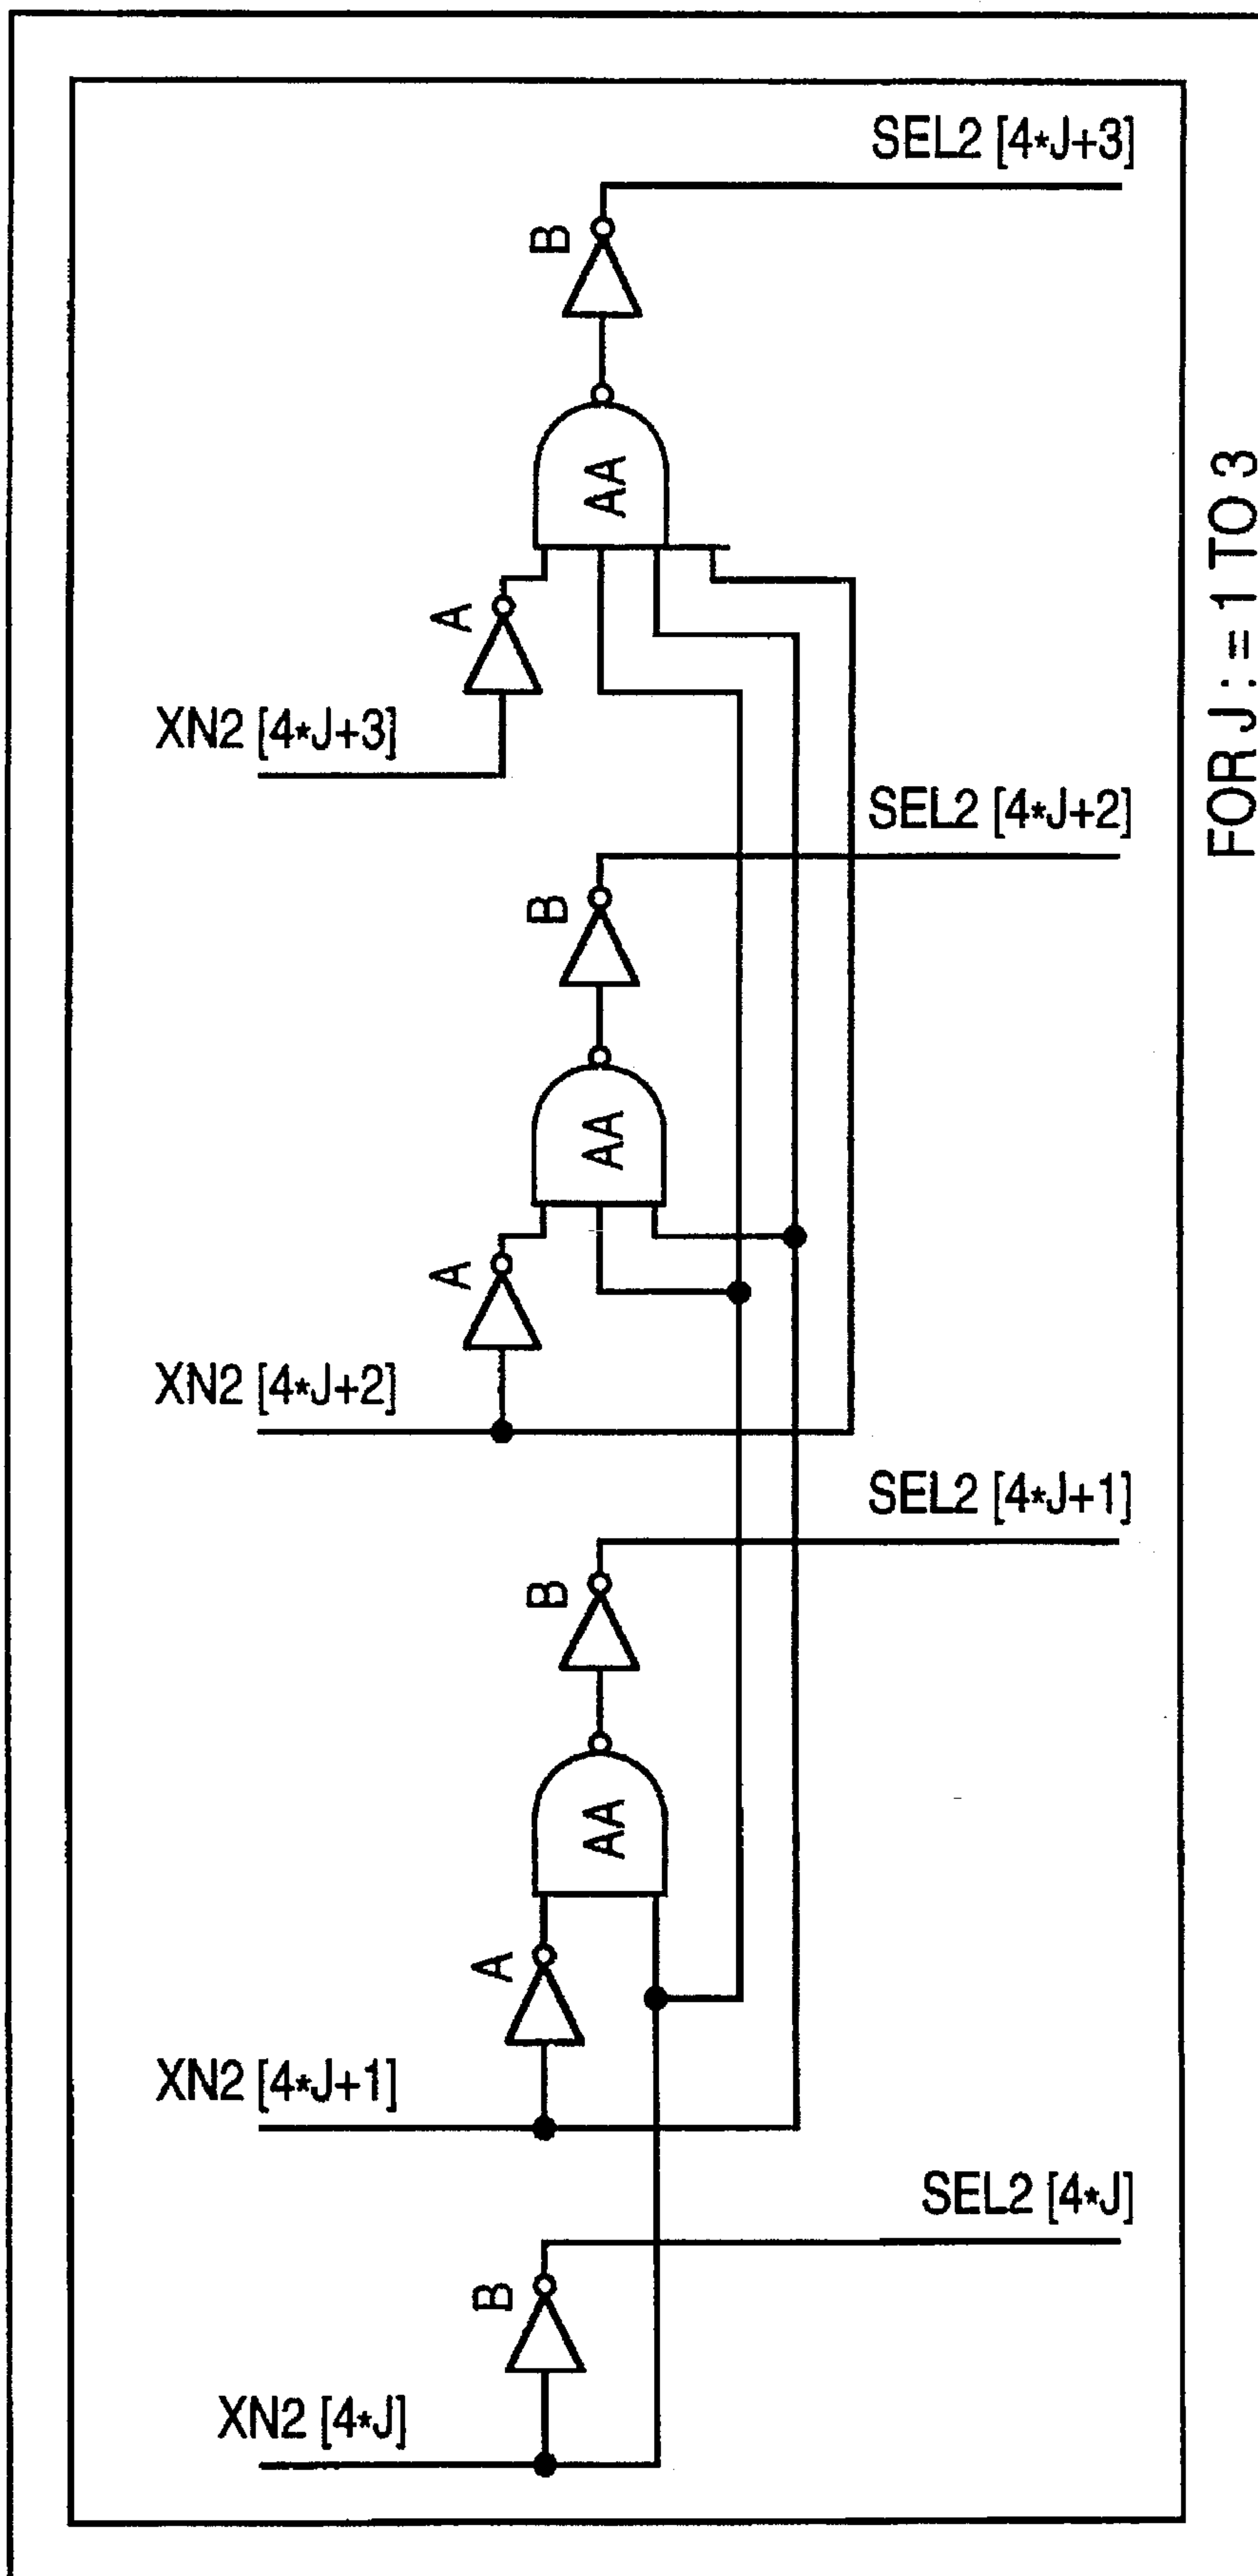 SEL2 [4*J+3]
B
AA
A
XN2 [4*J+3]
SEL2 [4*J+2]
B
AA
A
XN2 [4*J+2]
SEL2 [4*J+1]
B
AA
A
XN2 [4*J+1]
SEL2 [4*J]
B
XN2 [4*J]
FOR J : = 1 TO 3